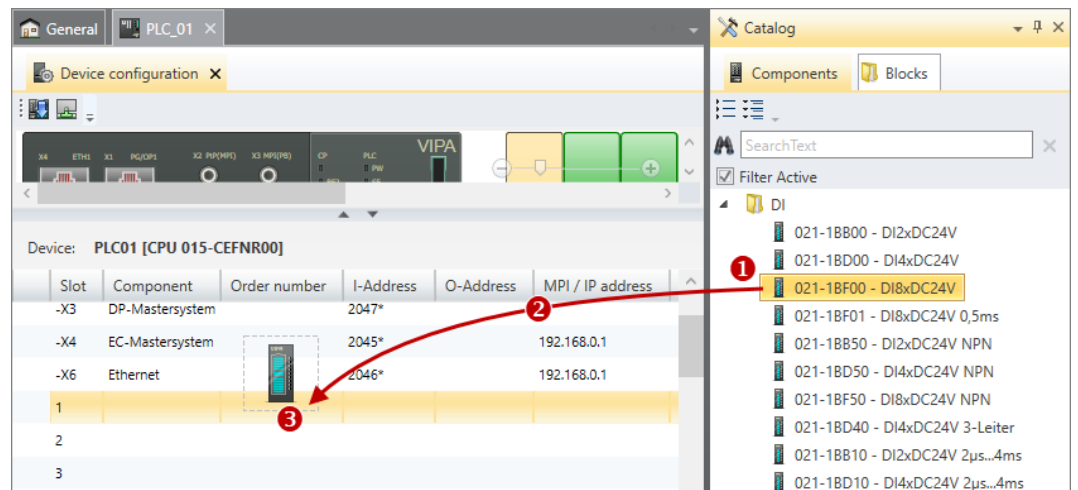 General PLC_01
Device configuration
X4 ETH1 X1 PG/OP1 X2 PtP(MPI) X3 MPI(PB) CP PLC VIPA
PW
Device: PLC01 [CPU 015-CEFNR00]
Slot Component Order number I-Address O-Address MPI / IP address
-X3 DP-Mastersystem 2047*
-X4 EC-Mastersystem 2045* 192.168.0.1
-X6 Ethernet 2046* 192.168.0.1
1
2
3
1
2
3
Catalog
Components Blocks
SearchText
Filter Active
DI
021-1BB00 - DI2xDC24V
021-1BD00 - DI4xDC24V
021-1BF00 - DI8xDC24V
021-1BF01 - DI8xDC24V 0,5ms
021-1BB50 - DI2xDC24V NPN
021-1BD50 - DI4xDC24V NPN
021-1BF50 - DI8xDC24V NPN
021-1BD40 - DI4xDC24V 3-Leiter
021-1BB10 - DI2xDC24V 2µs...4ms
021-1BD10 - DI4xDC24V 2µs...4ms